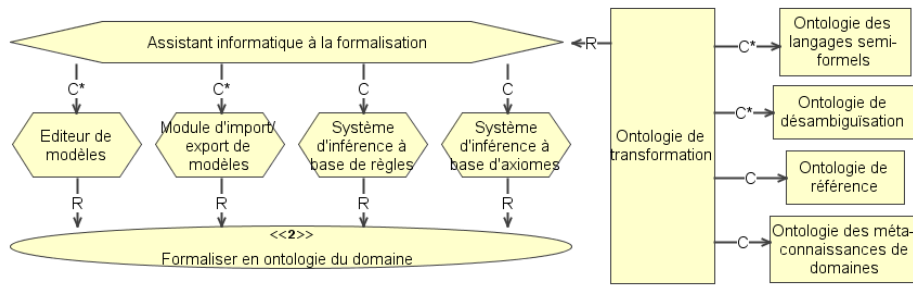 Assistant informatique à la formalisation
R
C*
C*
C
C
Editeur de
modèles
Module d'import/
export de
modèles
Système
d'inférence à
base de règles
Système
d'inférence à
base d'axiomes
R
R
R
R
<<2>>
Formaliser en ontologie du domaine
Ontologie de
transformation
C*
Ontologie des
langages semi-
formels
C*
Ontologie de
désambiguïsation
C
Ontologie de
référence
C
Ontologie des méta-
connaissances de
domaines